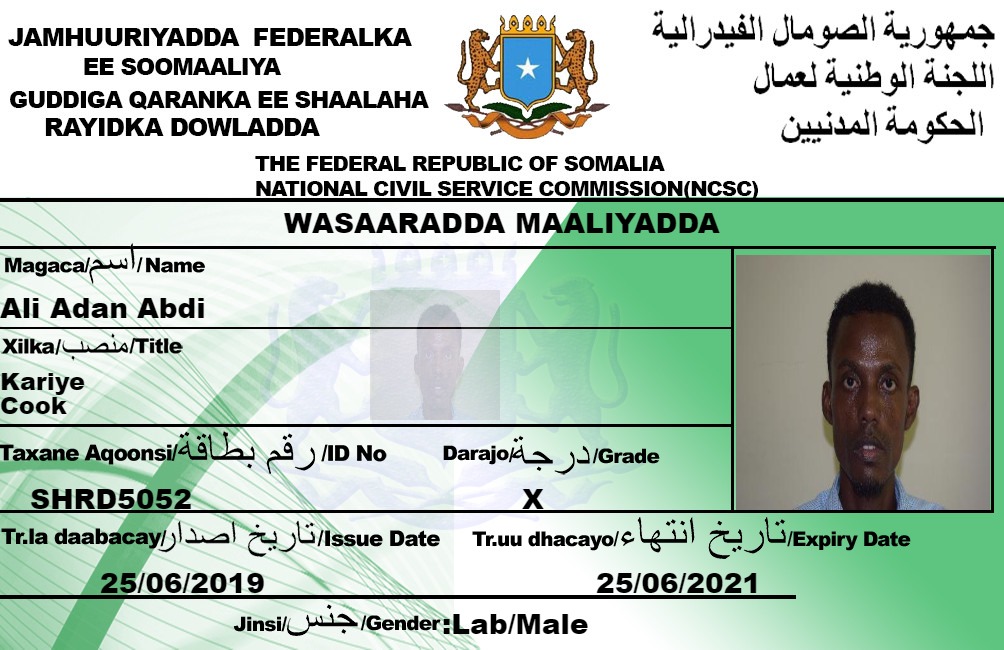 JAMHUURIYADDA FEDERALKA
EE SOOMAALIYA
GUDDIGA QARANKA EE SHAALAHA
RAYIDKA DOWLADDA
جمهورية الصومال الفيدرالية
اللجنة الوطنية لعمال
الحكومة المدنيين
THE FEDERAL REPUBLIC OF SOMALIA
NATIONAL CIVIL SERVICE COMMISSION(NCSC)
WASAARADDA MAALIYADDA
Magaca/اسم/Name
Ali Adan Abdi
Xilka/منصب/Title
Kariye
Cook
Taxane Aqoonsi/رقم بطاقة/ID No
SHRD5052
Darajo/درجة/Grade
X
Tr.la daabacay/تاريخ اصدار/Issue Date
25/06/2019
Tr.uu dhacayo/تاريخ انتهاء/Expiry Date
25/06/2021
Jinsi/جنس/Gender:Lab/Male